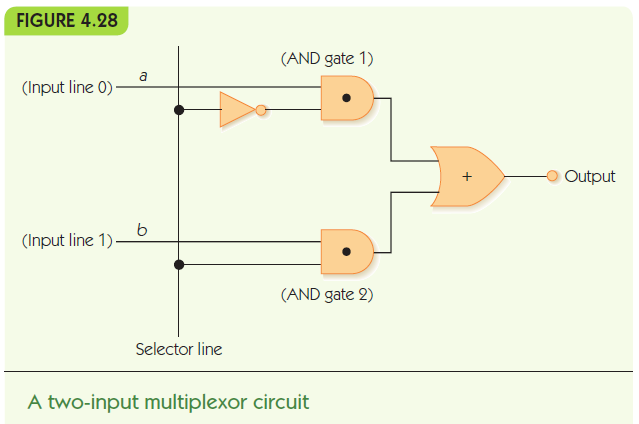 FIGURE 4.28
(AND gate 1)
(Input line 0)
a
+
Output
(Input line 1)
b
(AND gate 2)
Selector line
A two-input multiplexor circuit